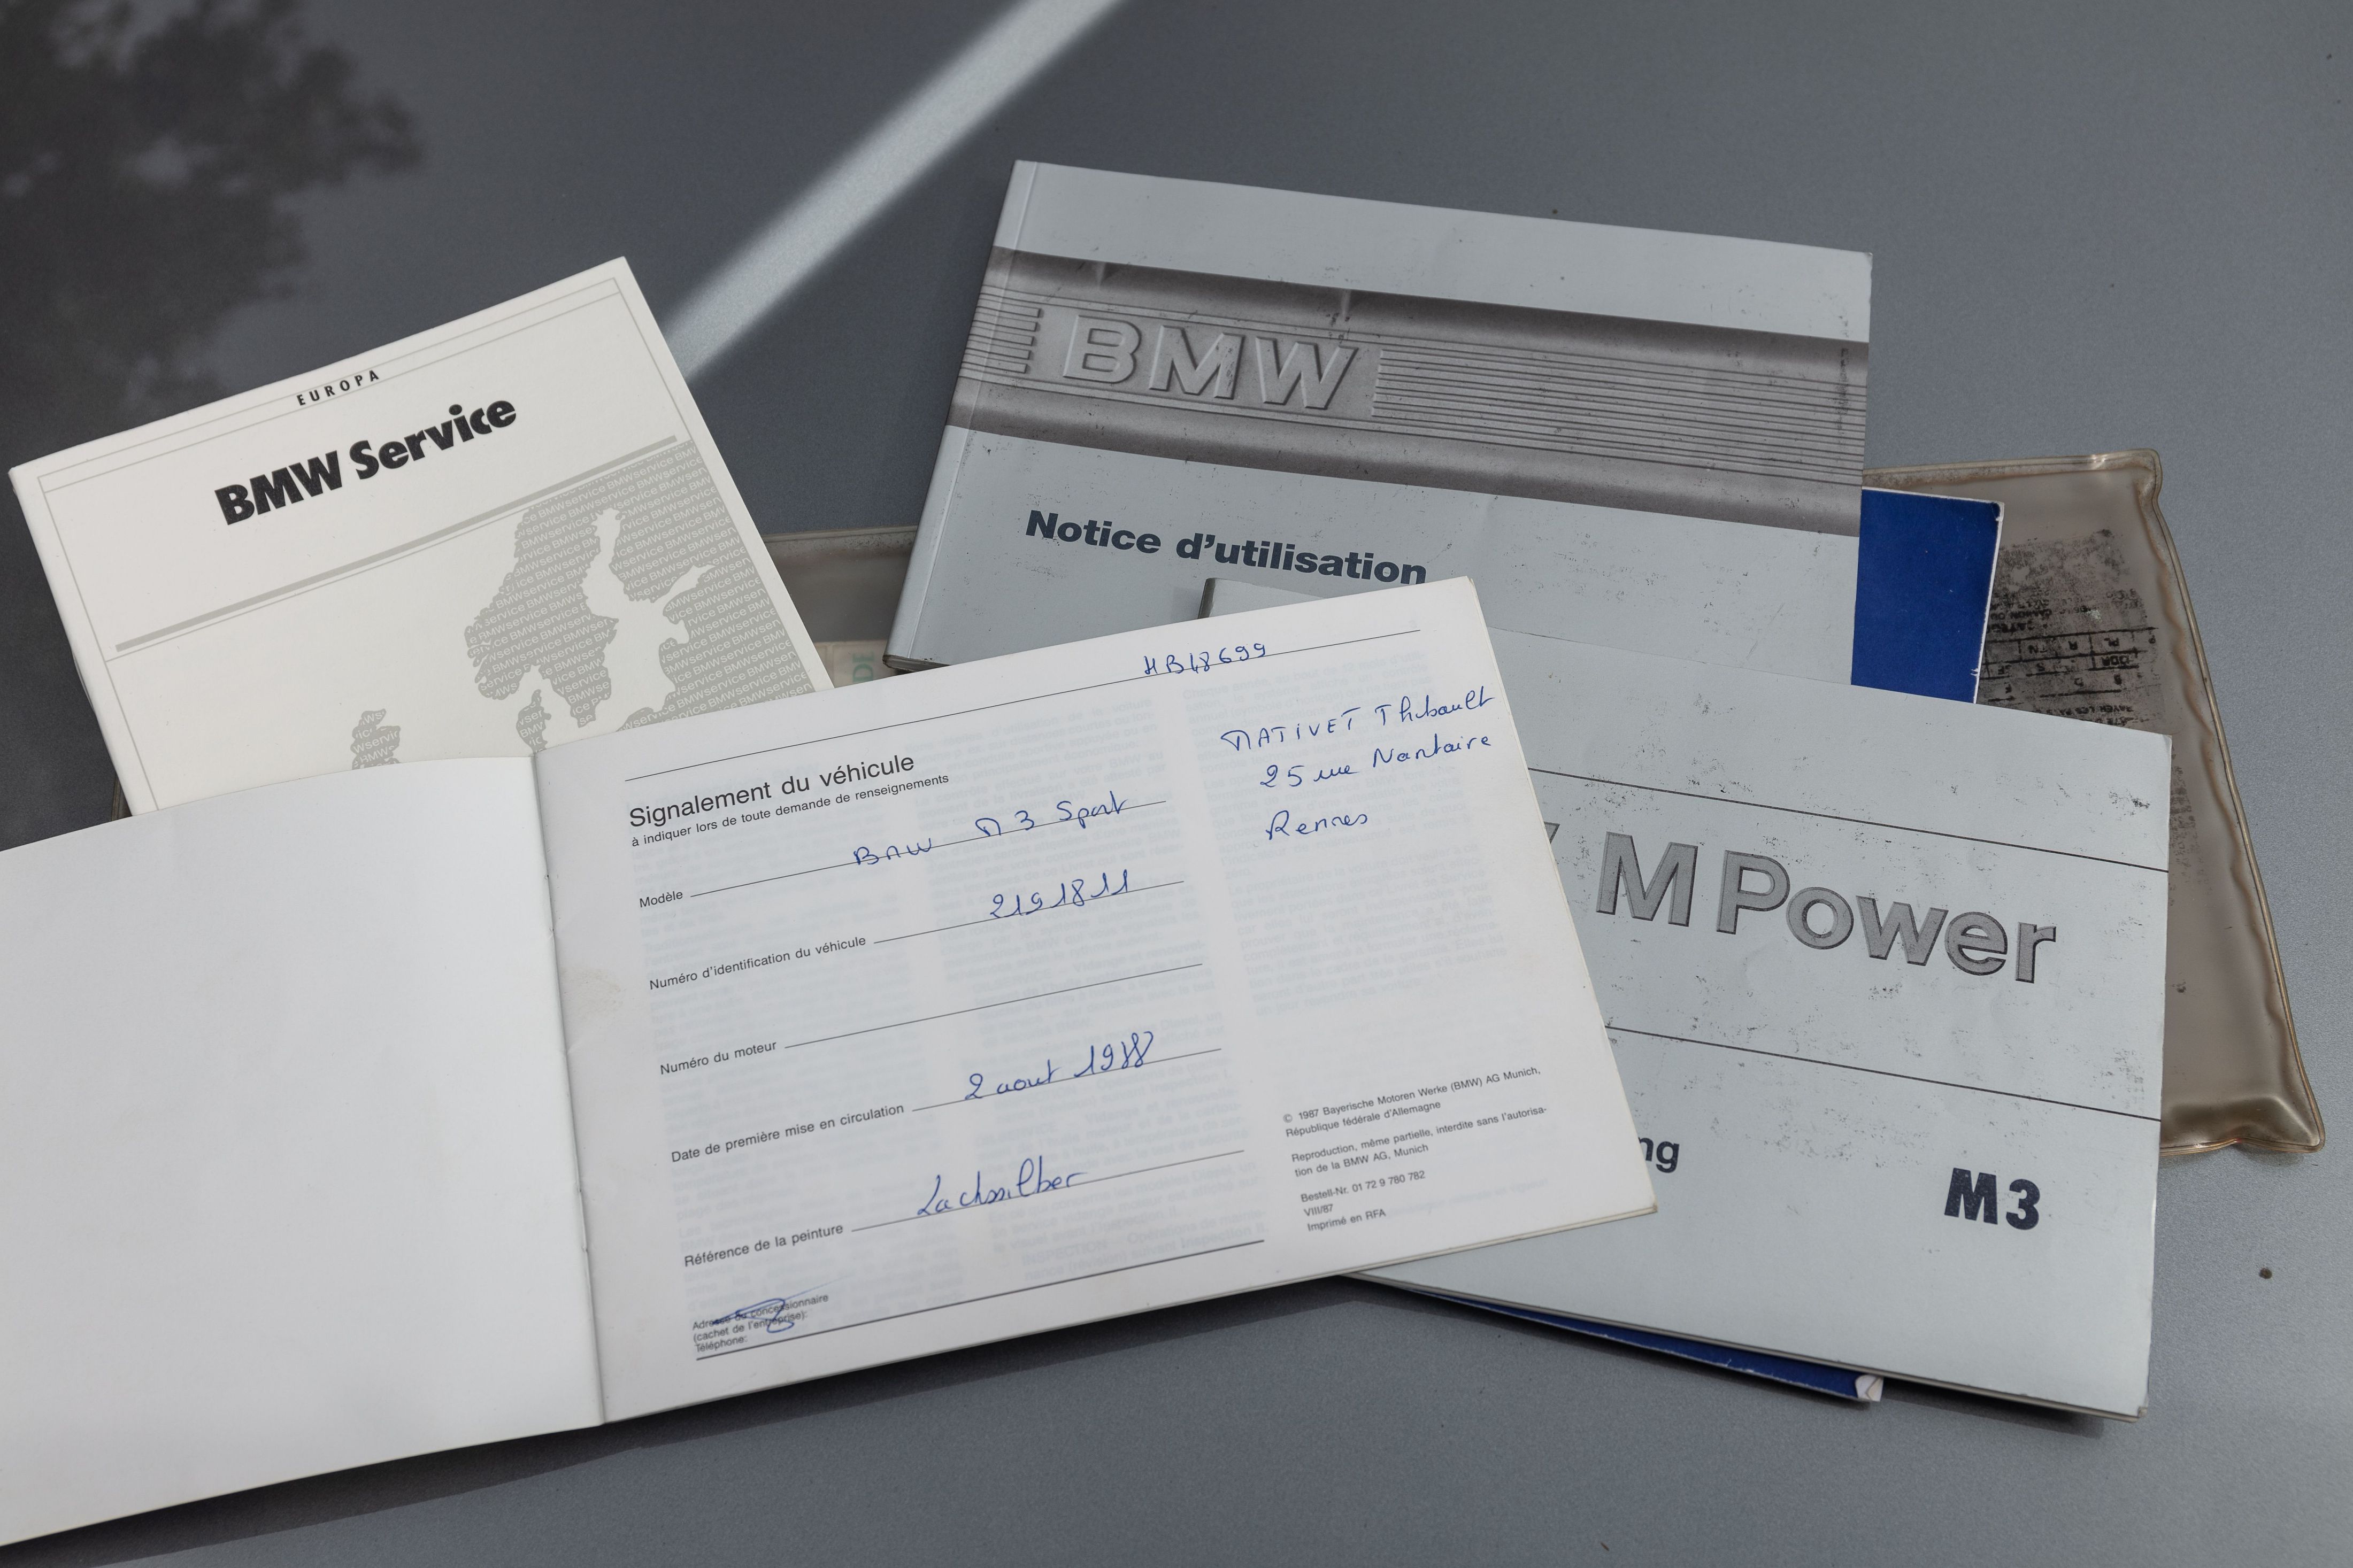 EUROPA
BMW Service
BMW
Notice d'utilisation
HB48699
Signalement du véhicule
à indiquer lors de toute demande de renseignements
Modèle BMW M3 Sport
Numéro d'identification du véhicule 2191811
Numéro du moteur
Date de première mise en circulation 2 aout 1988
Référence de la peinture Lachssilber
Adresse du concessionnaire
(cachet de l'entreprise):
Téléphone:
MATIVET Thibault
25 rue Nantaire
Rennes
© 1987 Bayerische Motoren Werke (BMW) AG Munich,
République fédérale d'Allemagne
Reproduction, même partielle, interdite sans l'autorisa-
tion de la BMW AG, Munich
Bestell-Nr. 01 72 9 780 782
VIII/87
Imprimé en RFA
M Power
ng
M3